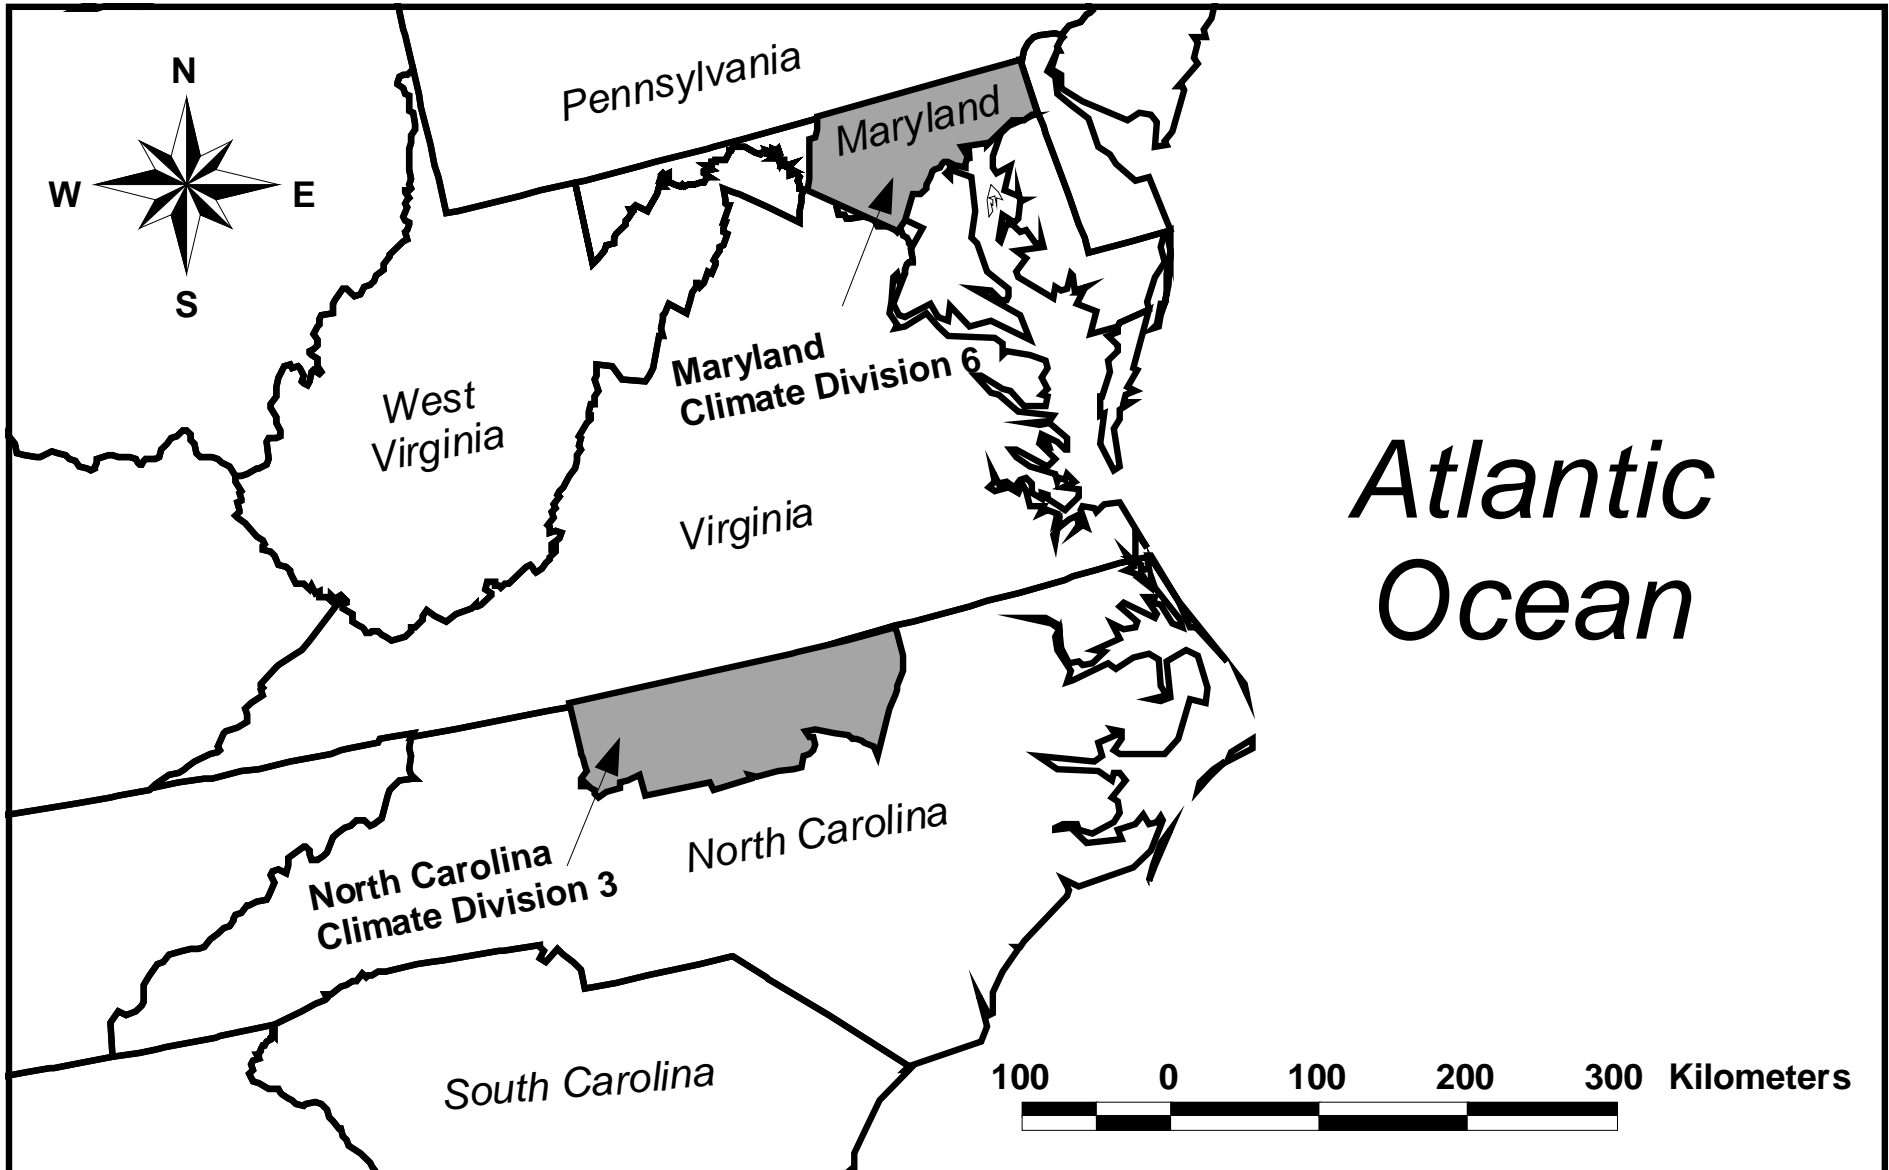 N
W E
S
Pennsylvania
Maryland
Maryland
Climate Division 6
West
Virginia
Virginia
Atlantic
Ocean
North Carolina
North Carolina
Climate Division 3
South Carolina
100 0 100 200 300 Kilometers